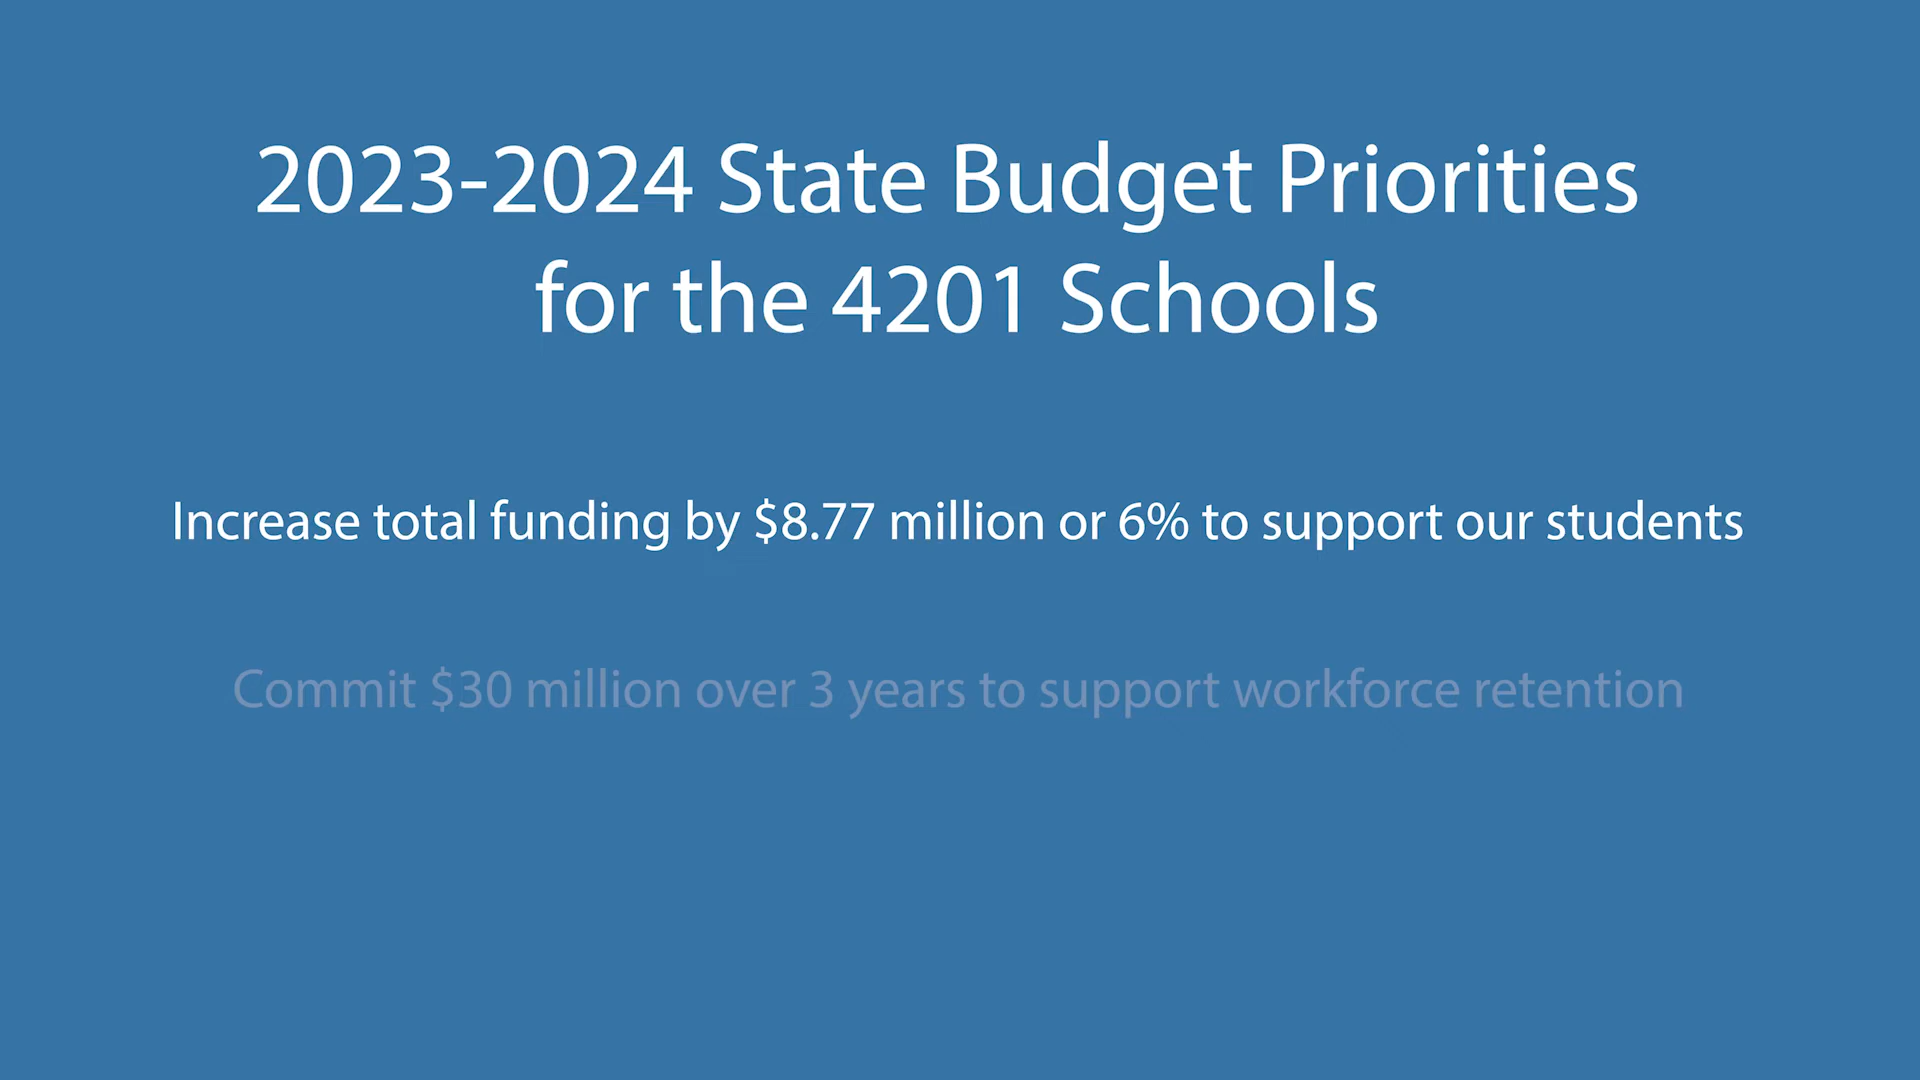 2023-2024 State Budget Priorities
for the 4201 Schools
Increase total funding by $8.77 million or 6% to support our students
Commit $30 million over 3 years to support workforce retention